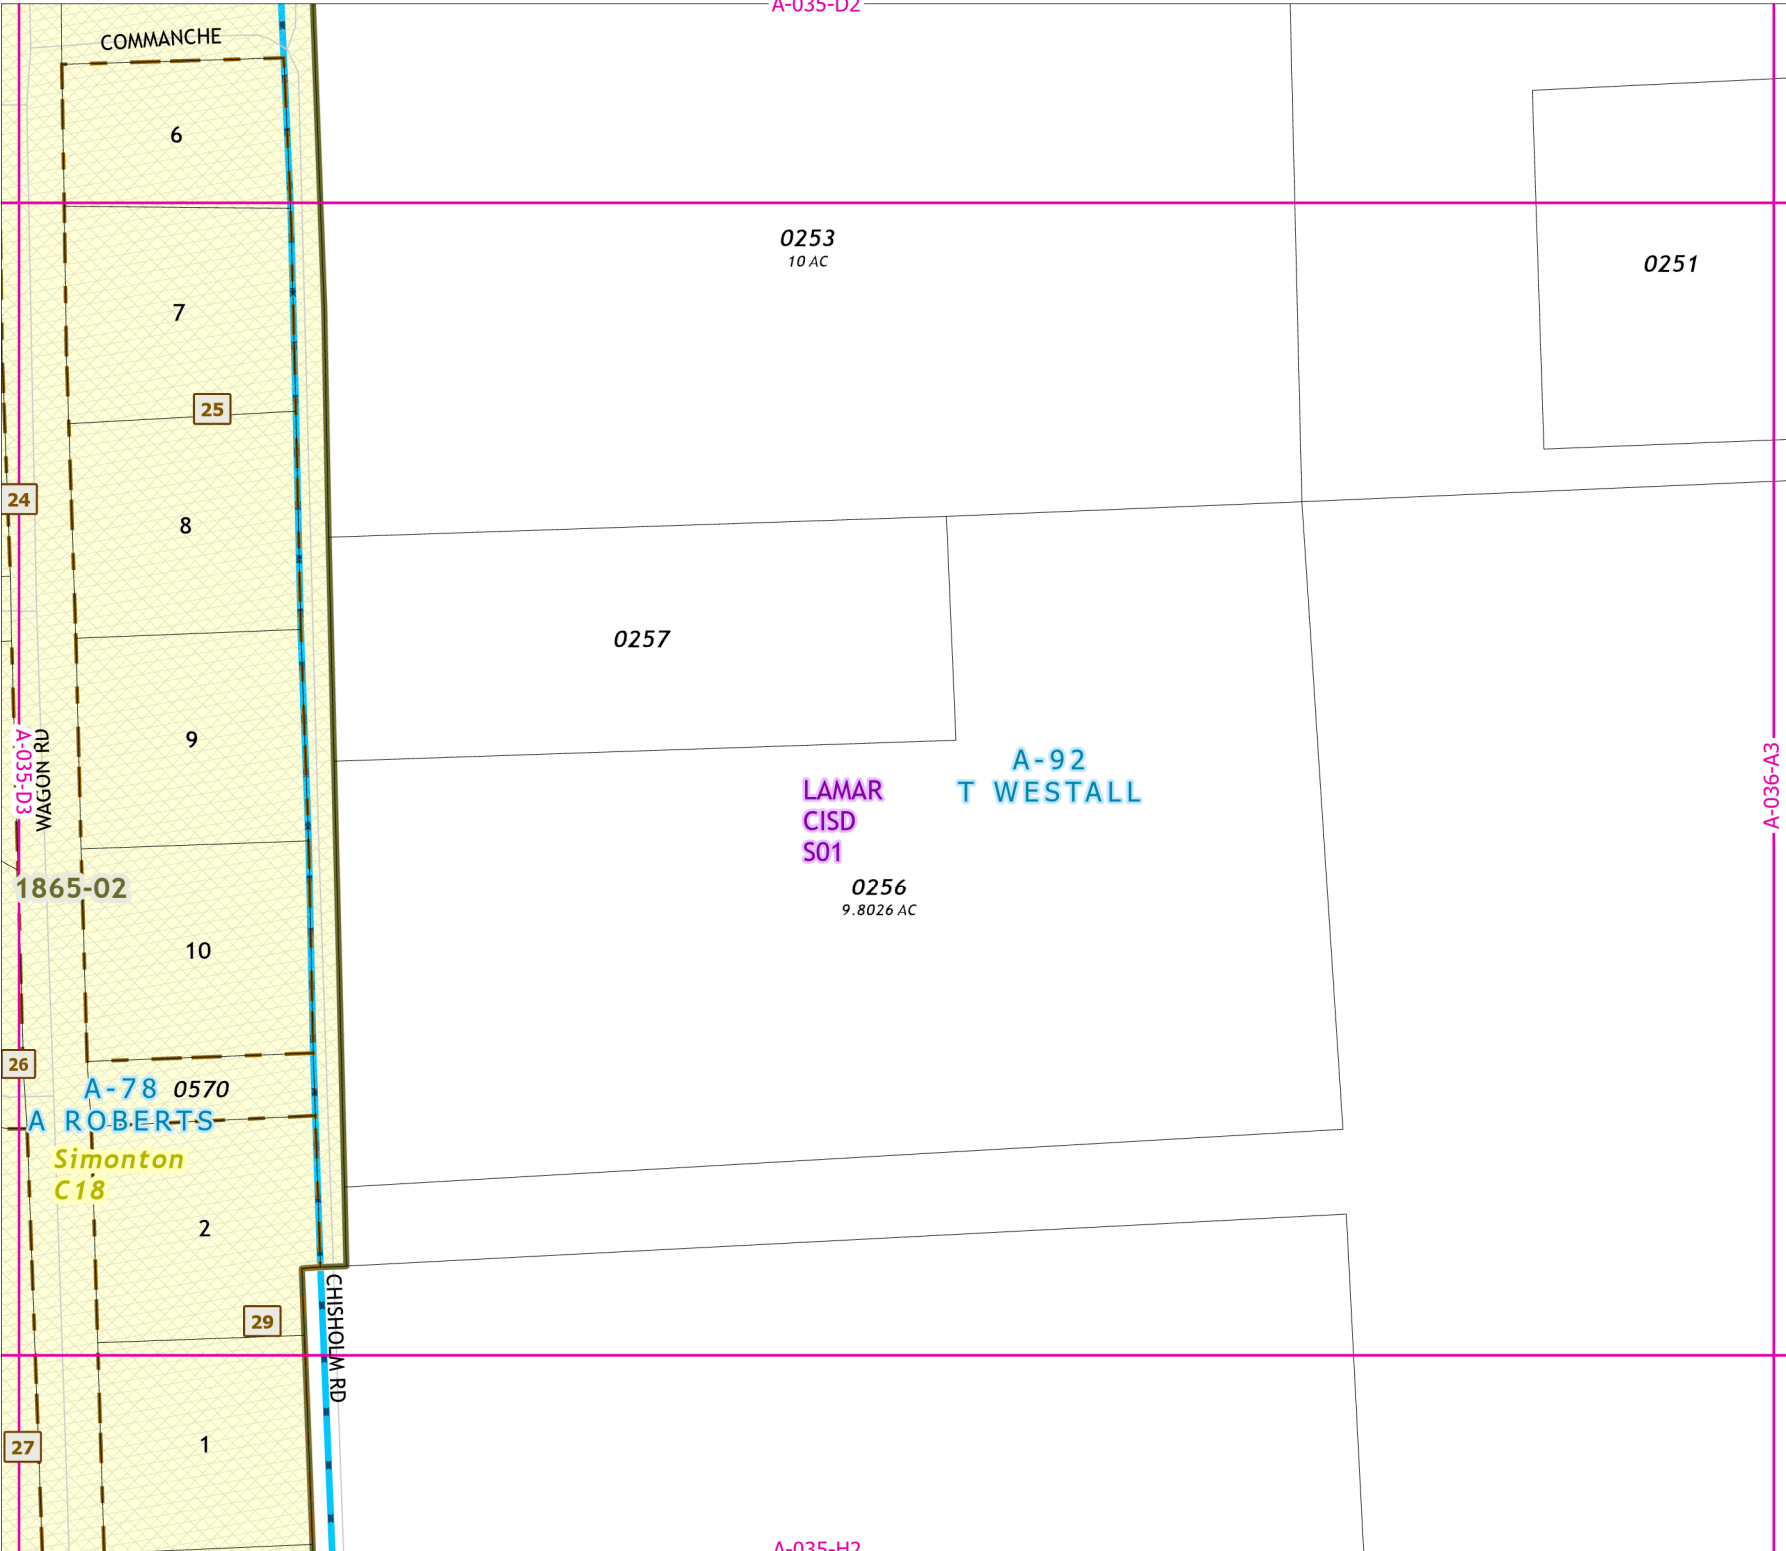 A-035-D2
COMMANCHE
6
0253
10 AC
0251
7
25
24
8
0257
9
A-035-D3
WAGON RD
A-92
T WESTALL
A-036-A3
LAMAR
CISD
S01
1865-02
0256
9.8026 AC
10
26
A-78
0570
A ROBERTS
Simonton
C18
2
29
CHISHOLM RD
27
1
A-035-H2